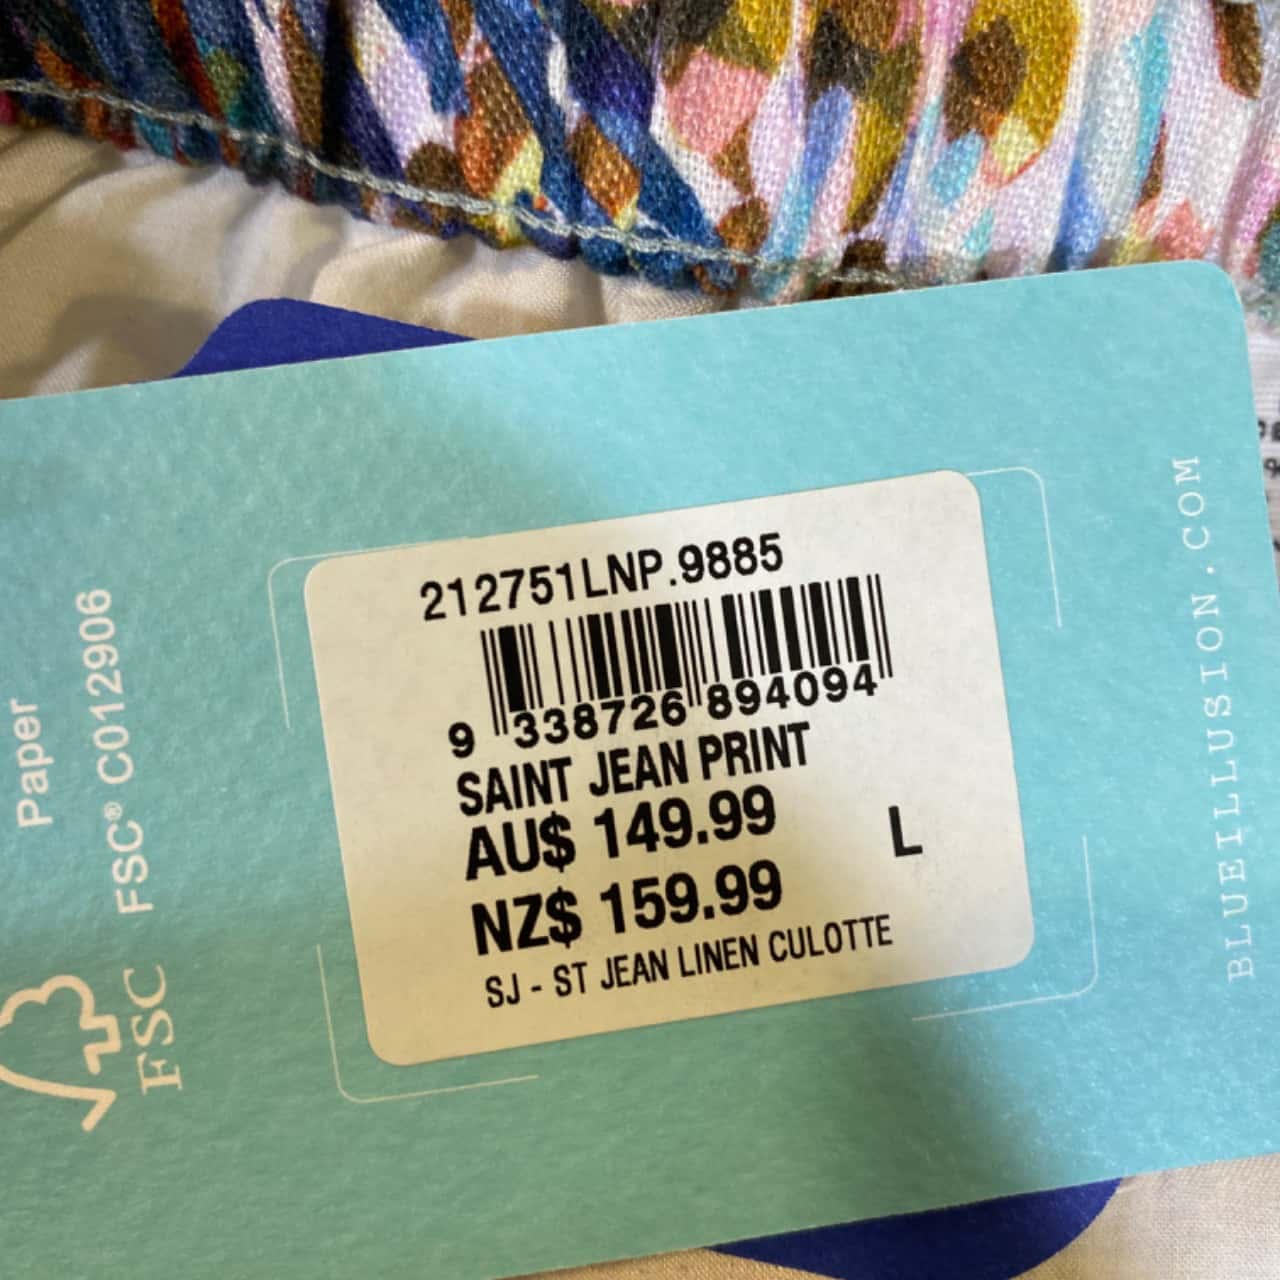 212751LNP.9885
9 338726 894094
SAINT JEAN PRINT
AU$ 149.99
L
NZ$ 159.99
SJ - ST JEAN LINEN CULOTTE
Paper
FSC® C012906
FSC
BLUEILLUSION.COM